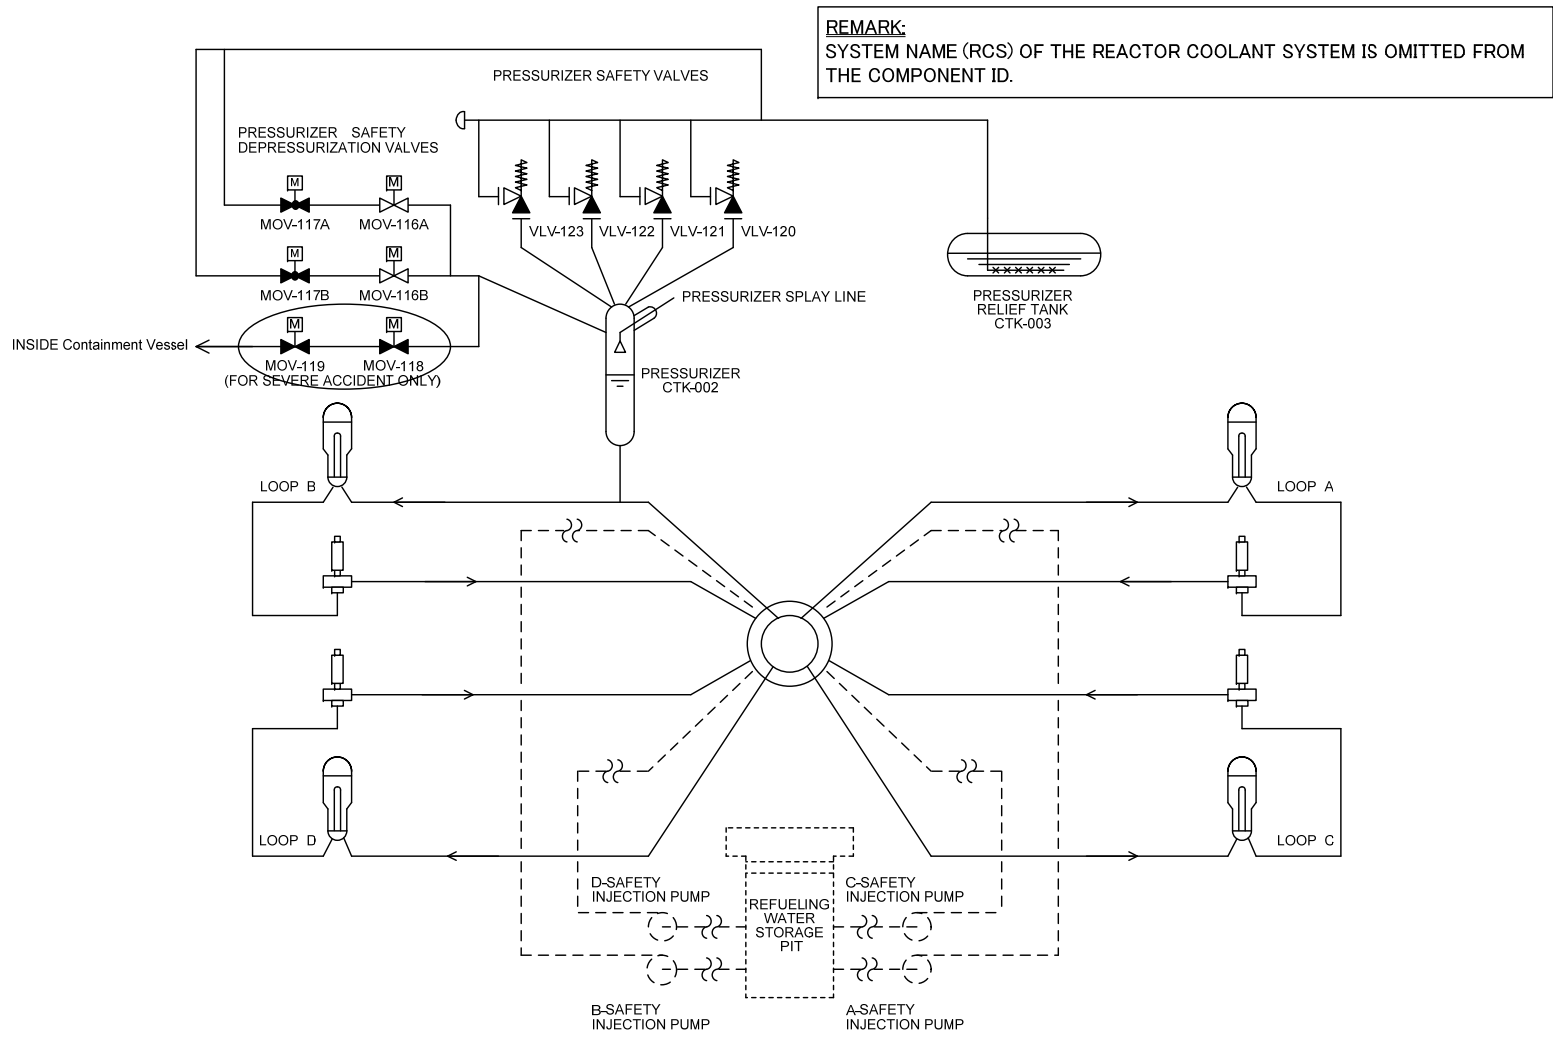 REMARK:
SYSTEM NAME (RCS) OF THE REACTOR COOLANT SYSTEM IS OMITTED FROM
THE COMPONENT ID.
PRESSURIZER SAFETY VALVES
PRESSURIZER SAFETY
DEPRESSURIZATION VALVES
M
M
MOV-117A
MOV-116A
VLV-123
VLV-122
VLV-121
VLV-120
M
M
MOV-117B
MOV-116B
PRESSURIZER SPLAY LINE
PRESSURIZER
RELIEF TANK
CTK-003
M
M
INSIDE Containment Vessel
MOV-119
MOV-118
(FOR SEVERE ACCIDENT ONLY)
PRESSURIZER
CTK-002
LOOP B
LOOP A
LOOP D
LOOP C
D-SAFETY
INJECTION PUMP
C-SAFETY
INJECTION PUMP
REFUELING
WATER
STORAGE
PIT
B-SAFETY
INJECTION PUMP
A-SAFETY
INJECTION PUMP